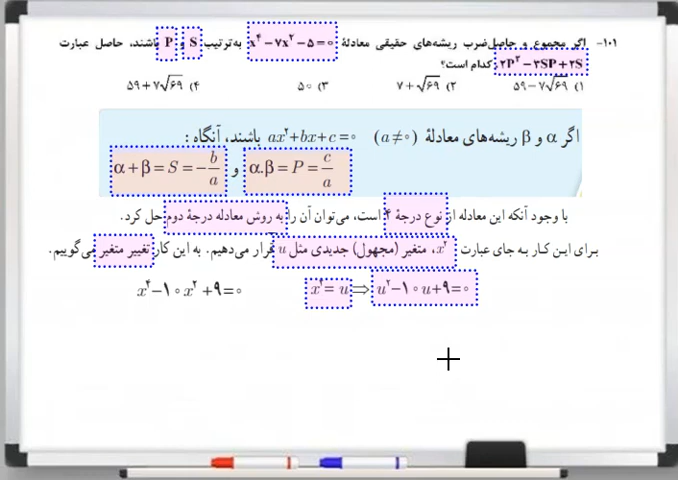 ۱۰۱- اگر مجموع و حاصل‌ضرب ریشه‌های حقیقی معادلهٔ x⁴−۷x²−۵=۰ به‌ترتیب S و P باشند، حاصل عبارت
۲P²−۳SP+۲S کدام است؟
۱) ۵۹−۷√۶۹ ۲) ۷+√۶۹ ۳) ۵۰ ۴) ۵۹+۷√۶۹
اگر α و β ریشه‌های معادلهٔ ax²+bx+c=۰ (a≠۰) باشند، آنگاه :
α.β=P=c/a و α+β=S=−b/a
با وجود آنکه این معادله از نوع درجهٔ ۴ است، می‌توان آن را به روش معادله درجهٔ دوم حل کرد.
برای این کار به جای عبارت x²، متغیر (مجهول) جدیدی مثل u قرار می‌دهیم. به این کار تغییر متغیر می‌گوییم.
x⁴−۱۰x²+۹=۰ x²=u ⇒ u²−۱۰u+۹=۰